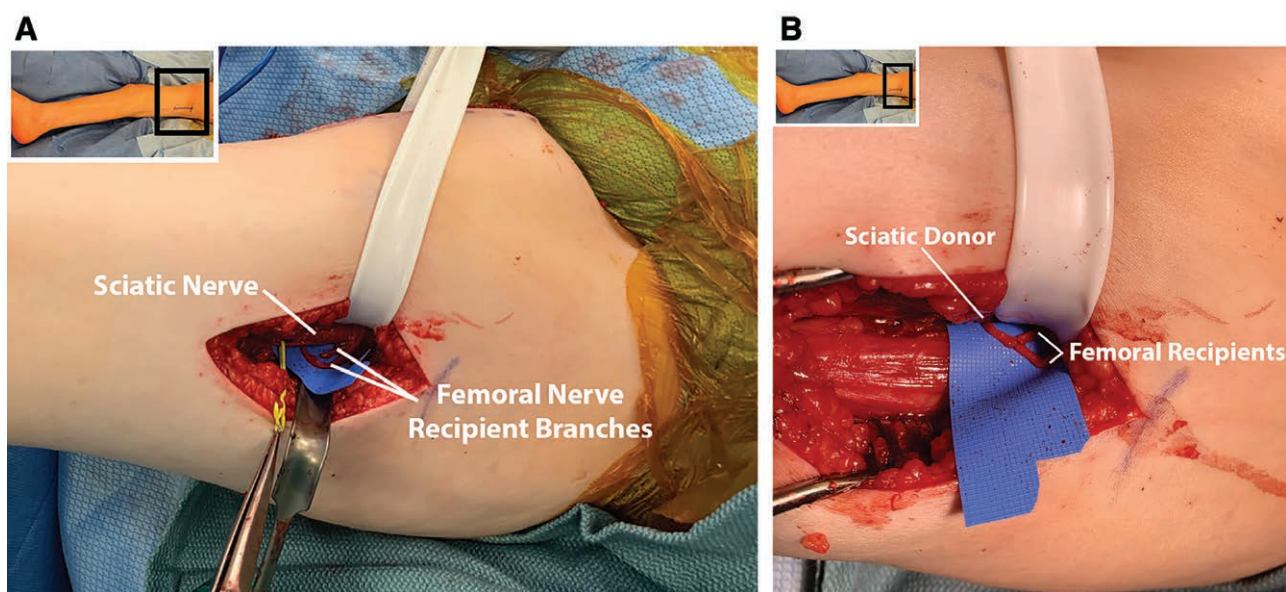 A
Sciatic Nerve
Femoral Nerve
Recipient Branches
B
Sciatic Donor
Femoral Recipients